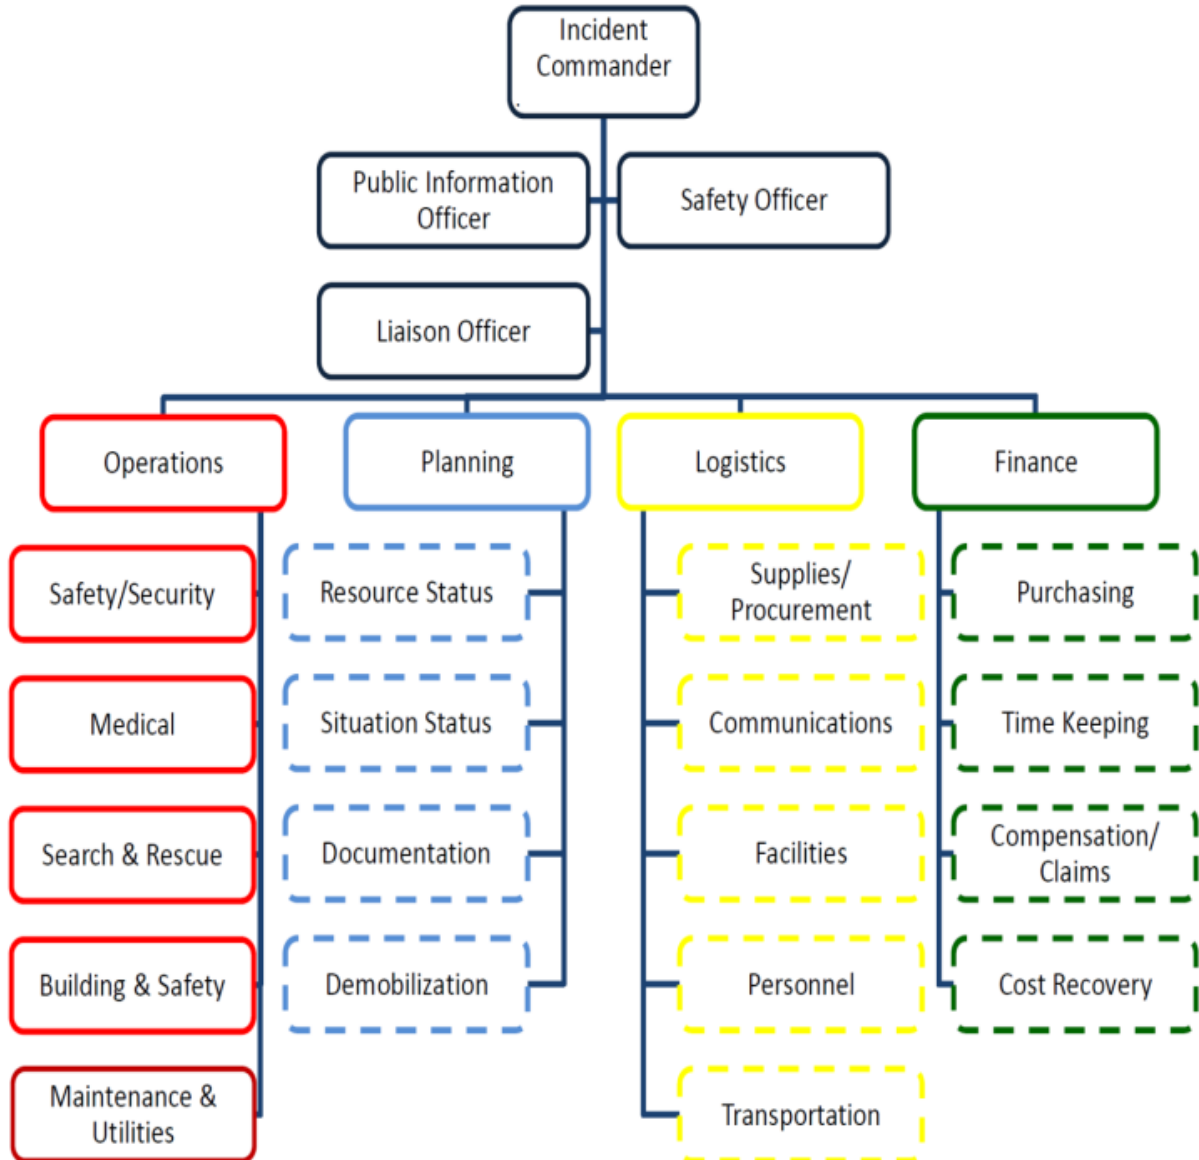 Incident
Commander
.
Public Information
Officer
Safety Officer
Liaison Officer
Operations
Planning
Logistics
Finance
Safety/Security
Resource Status
Supplies/
Procurement
Purchasing
Medical
Situation Status
Communications
Time Keeping
Search & Rescue
Documentation
Facilities
Compensation/
Claims
Building & Safety
Demobilization
Personnel
Cost Recovery
Maintenance &
Utilities
Transportation